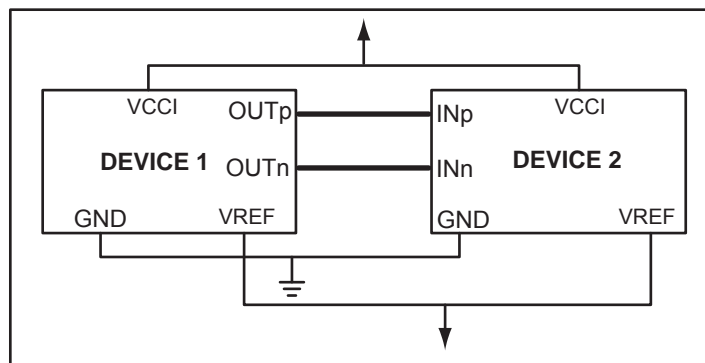 VCCI
VCCI
OUTp
INp
DEVICE 1
DEVICE 2
OUTn
INn
GND
VREF
GND
VREF